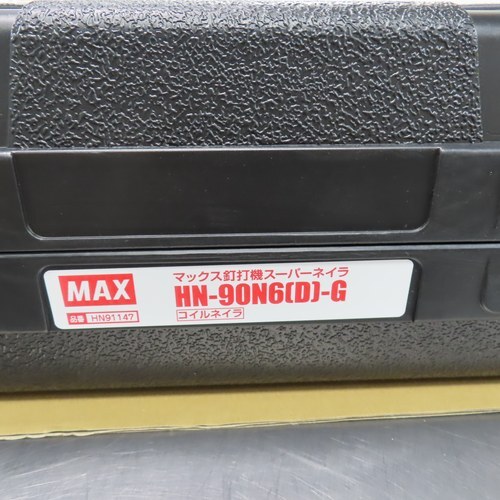 MAX
品番 HN91147
マックス釘打機スーパーネイラ
HN-90N6(D)-G
コイルネイラ